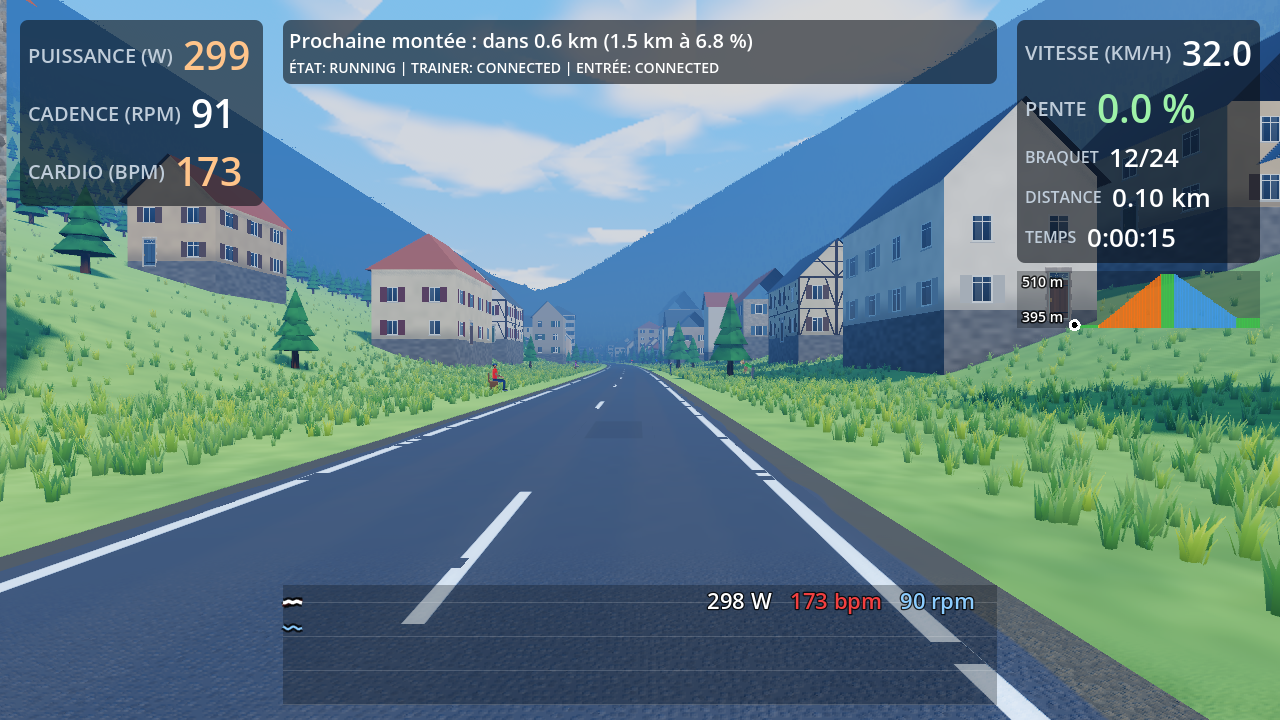 PUISSANCE (W) 299
CADENCE (RPM) 91
CARDIO (BPM) 173
Prochaine montée : dans 0.6 km (1.5 km à 6.8 %)
ÉTAT: RUNNING | TRAINER: CONNECTED | ENTRÉE: CONNECTED
VITESSE (KM/H) 32.0
PENTE 0.0 %
BRAQUET 12/24
DISTANCE 0.10 km
TEMPS 0:00:15
510 m
395 m
298 W 173 bpm 90 rpm